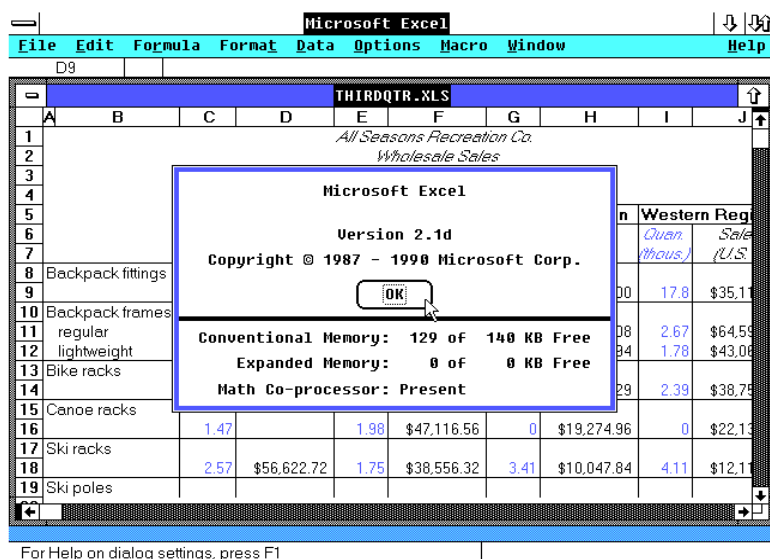 Microsoft Excel
File Edit Formula Format Data Options Macro Window Help
D9
THIRDQTR.XLS
A B C D E F G H I J
1 All Seasons Recreation Co.
2 Wholesale Sales
3
4
5 n Western Regi
6 Quan. Sale
7 (thous.) (U.S.
8 Backpack fittings
9 00 17.8 $35,11
10 Backpack frames
11 regular 08 2.67 $64,59
12 lightweight 94 1.78 $43,06
13 Bike racks
14 29 2.39 $38,75
15 Canoe racks
16 1.47 1.98 $47,116.56 0 $19,274.96 0 $22,13
17 Ski racks
18 2.57 $56,622.72 1.75 $38,556.32 3.41 $10,047.84 4.11 $12,11
19 Ski poles
Microsoft Excel
Version 2.1d
Copyright © 1987 - 1990 Microsoft Corp.
OK
Conventional Memory: 129 of 140 KB Free
Expanded Memory: 0 of 0 KB Free
Math Co-processor: Present
For Help on dialog settings, press F1